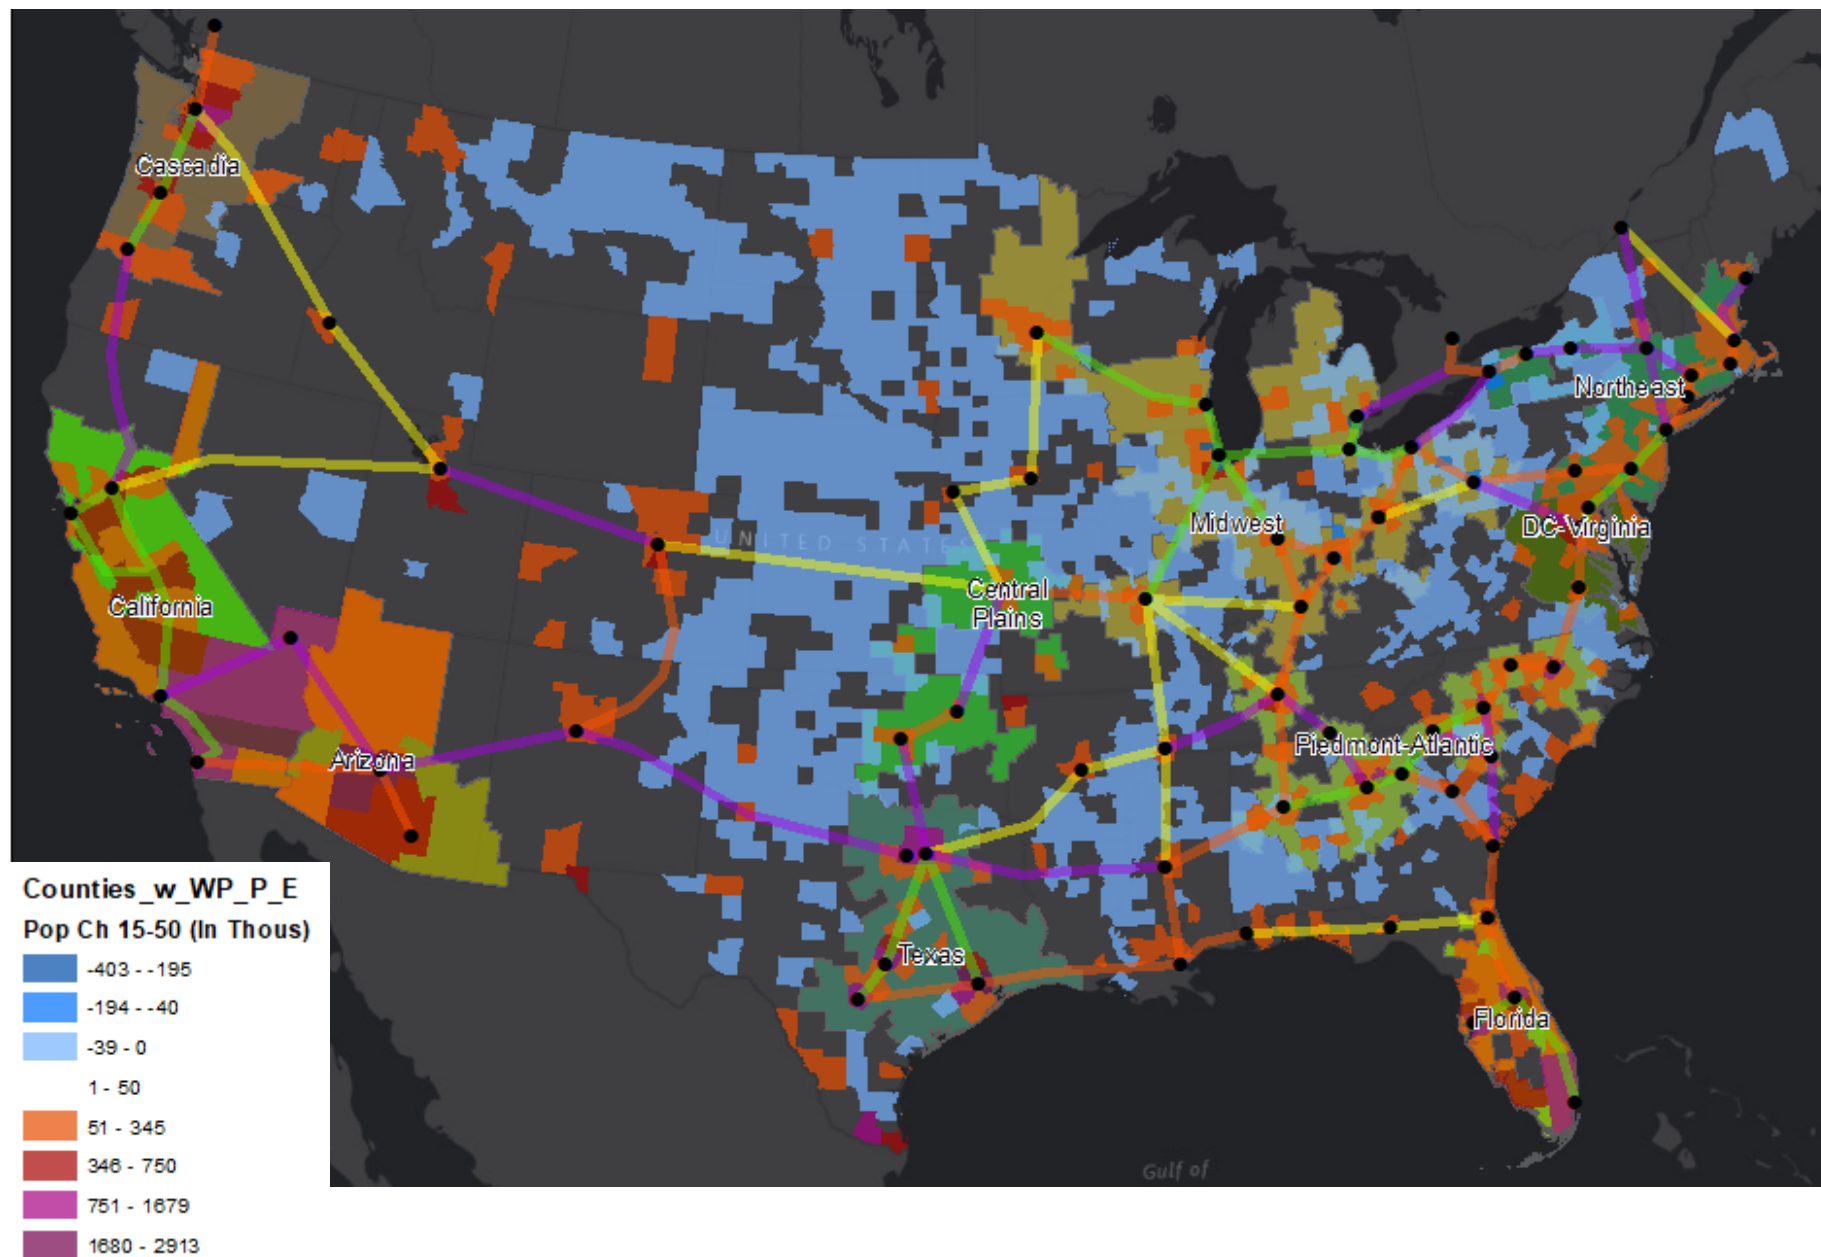 Cascadia
Northeast
Midwest
DC-Virginia
UNITED STATES
Central
Plains
California
Arizona
Piedmont-Atlantic
Texas
Florida
Gulf of
Counties_w_WP_P_E
Pop Ch 15-50 (In Thous)
-403 - -195
-194 - -40
-39 - 0
1 - 50
51 - 345
346 - 750
751 - 1679
1680 - 2913